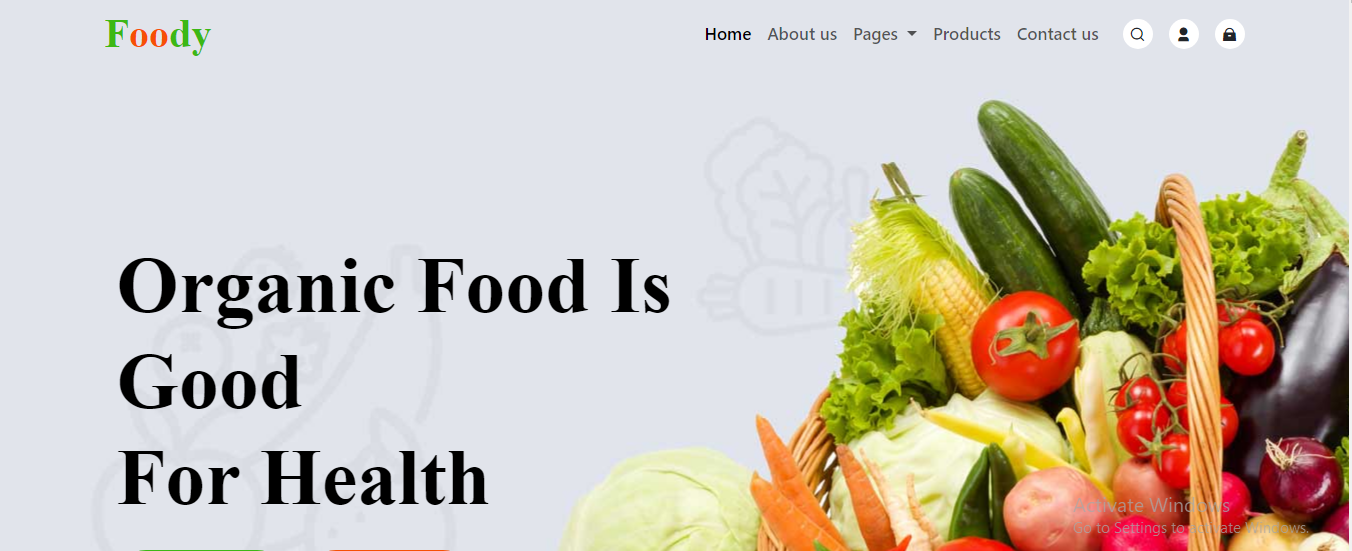 Foody
Home About us Pages Products Contact us
Organic Food Is
Good
For Health
Activate Windows
Go to Settings to activate Windows.